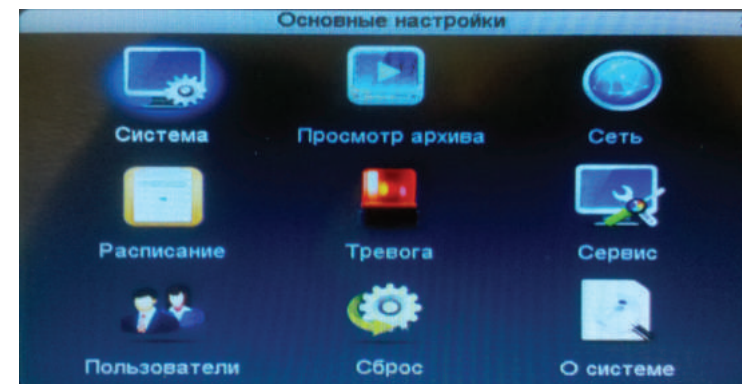 Основные настройки
Система Просмотр архива Сеть
Расписание Тревога Сервис
Пользователи Сброс О системе